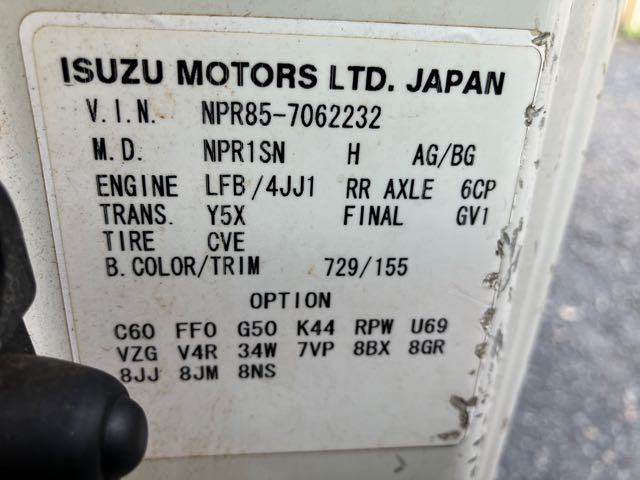 ISUZU MOTORS LTD. JAPAN
V.I.N. NPR85-7062232
M.D. NPR1SN H AG/BG
ENGINE LFB/4JJ1 RR AXLE 6CP
TRANS. Y5X FINAL GV1
TIRE CVE
B.COLOR/TRIM 729/155
OPTION
C60 FF0 G50 K44 RPW U69
VZG V4R 34W 7VP 8BX 8GR
8JJ 8JM 8NS